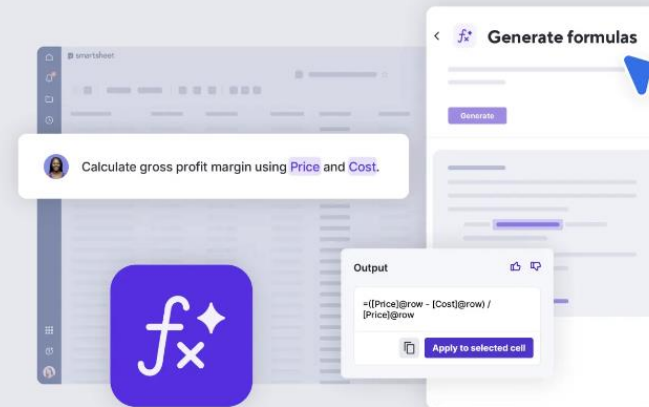 smartsheet
Generate formulas
Generate
Calculate gross profit margin using Price and Cost.
Output
=([Price]@row - [Cost]@row) /
[Price]@row
Apply to selected cell